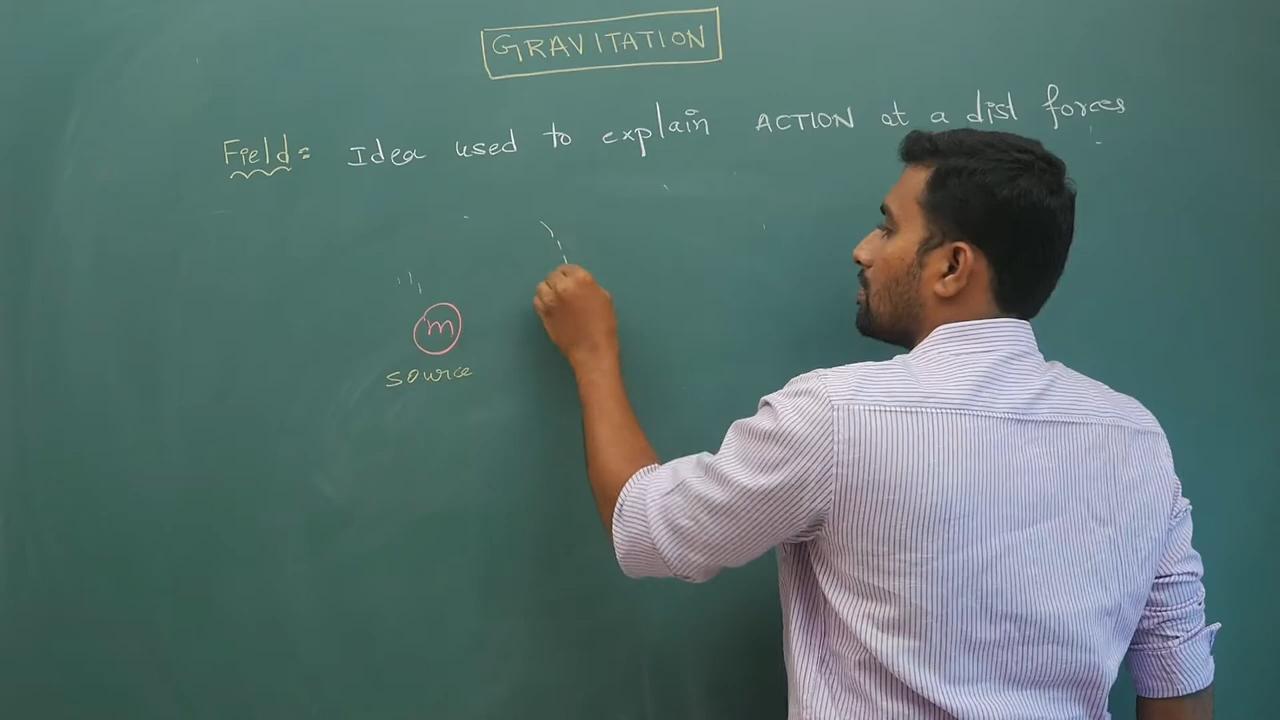 GRAVITATION
Field: Idea used to explain ACTION at a dist forces
m
source